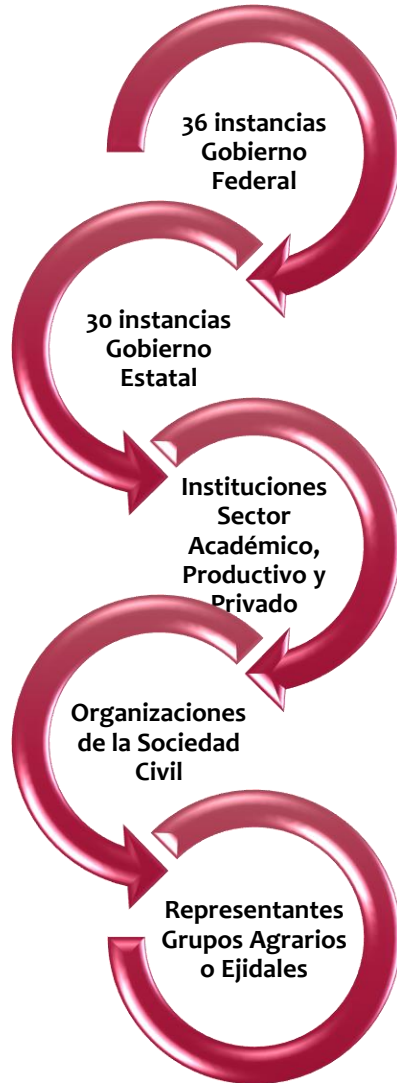 36 instancias
Gobierno
Federal
30 instancias
Gobierno
Estatal
Instituciones
Sector
Académico,
Productivo y
Privado
Organizaciones
de la Sociedad
Civil
Representantes
Grupos Agrarios
o Ejidales